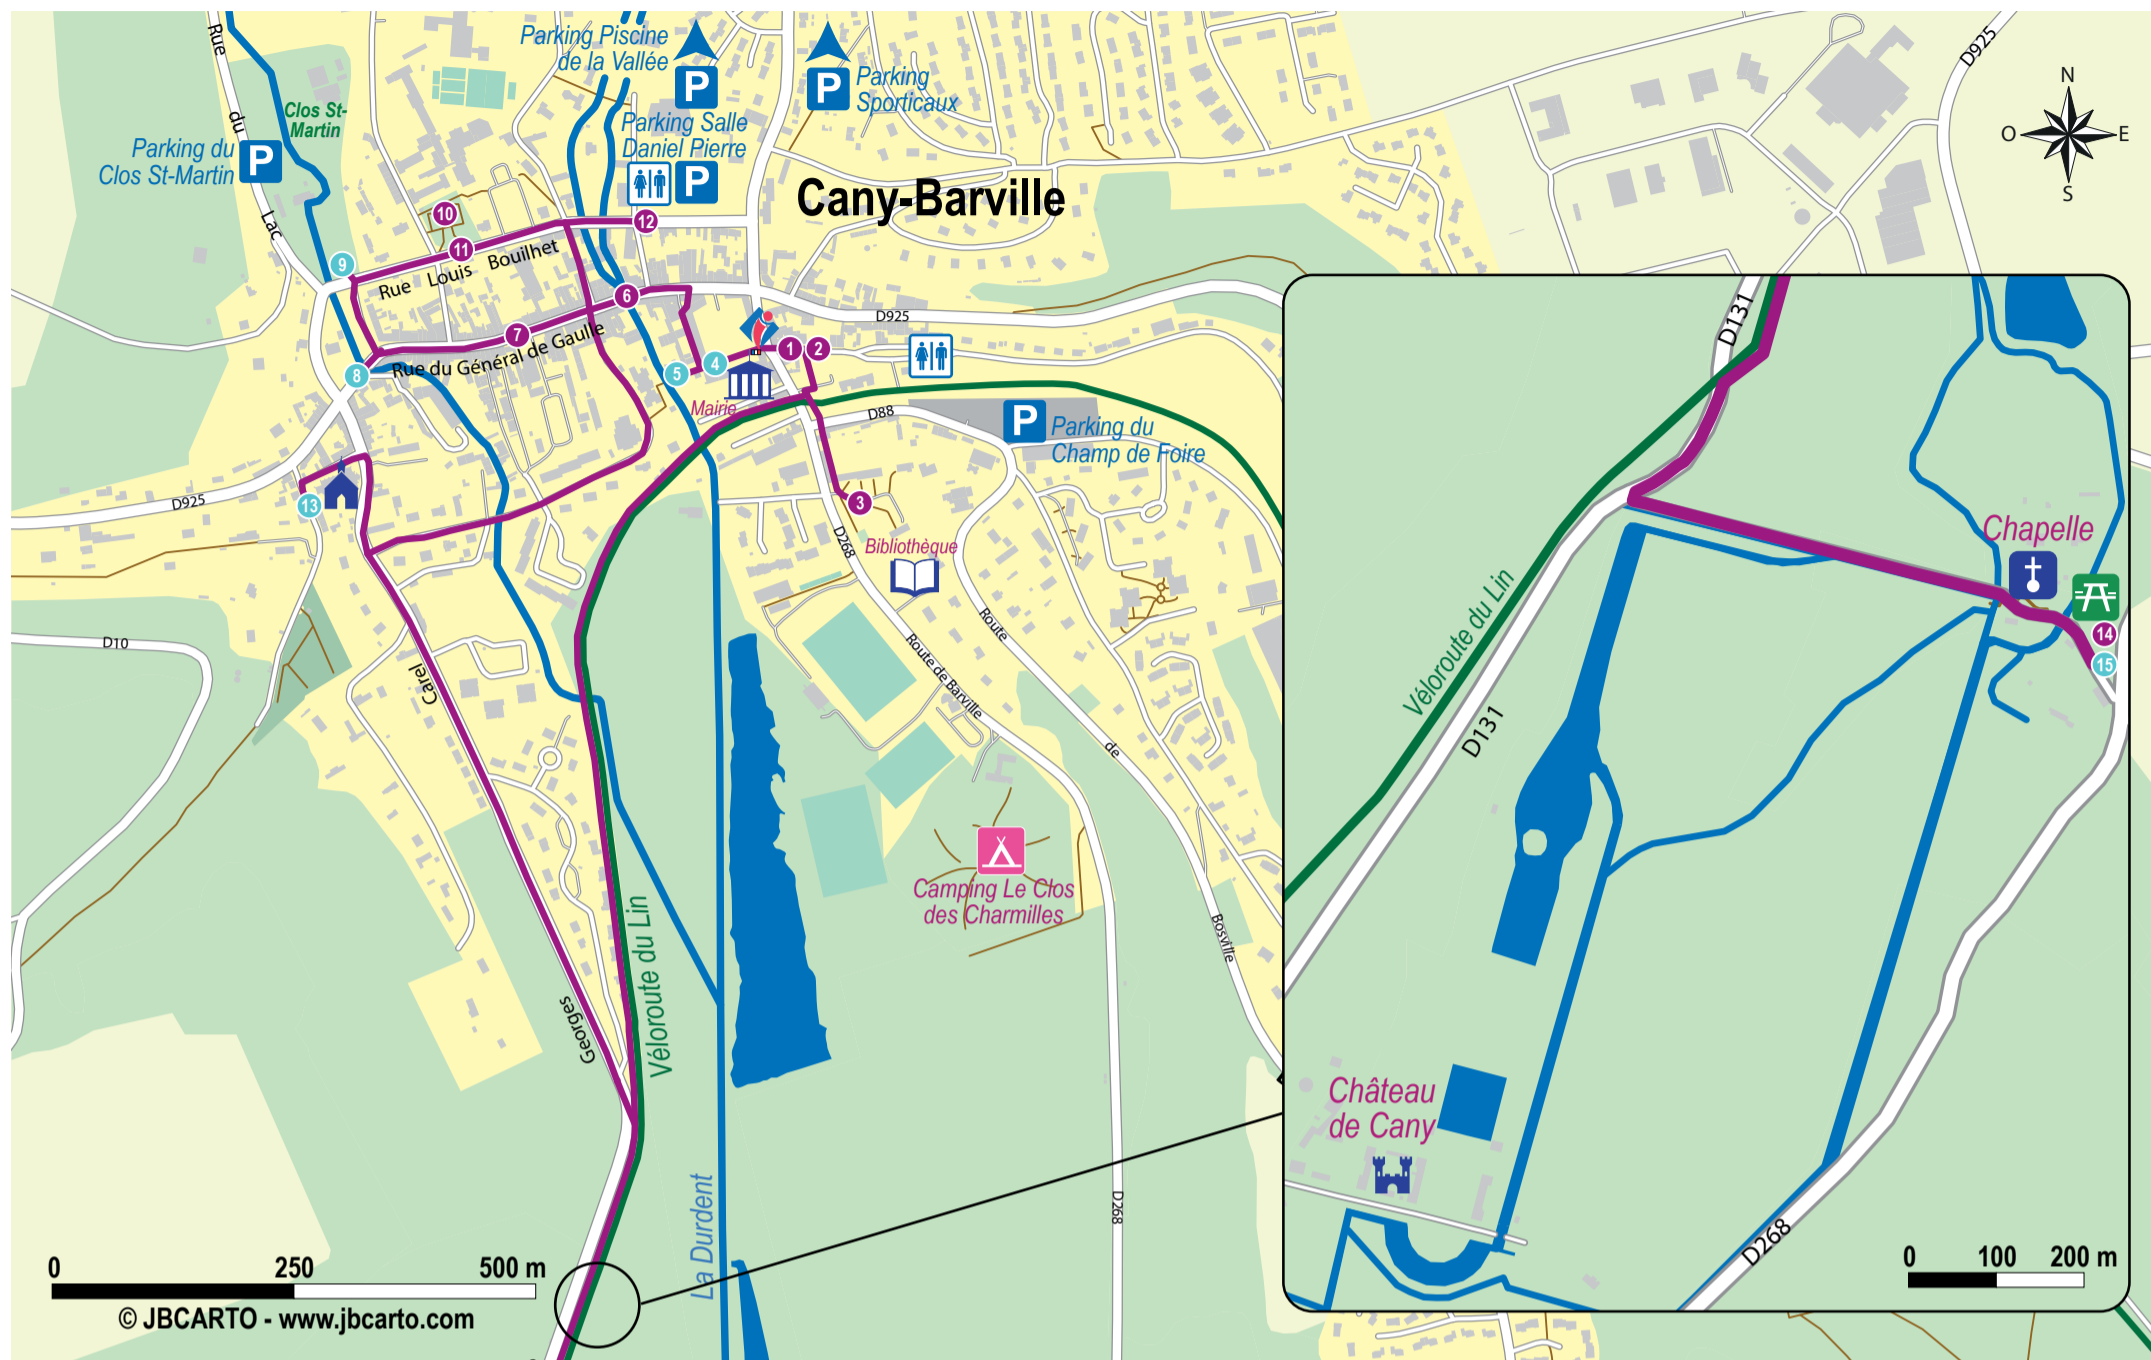 Rue
du
Lac
Clos St-
Martin
Parking du
Clos St-Martin
P
Parking Piscine
de la Vallée
P
Parking Salle
Daniel Pierre
P
P
Parking
Sporticaux
Cany-Barville
D925
N
O
E
S
10
12
11
9
Rue Louis Bouilhet
6
7
Rue du Général de Gaulle
8
D925
1
2
4
5
Mairie
D88
P
Parking du
Champ de Foire
3
D268
Bibliothèque
D925
13
D10
Carel
Georges
Route de Barville
Route
de
Bosville
Camping Le Clos
des Charmilles
Véloroute du Lin
La Durdent
D268
D131
Chapelle
14
15
Véloroute du Lin
D131
Château
de Cany
D268
0 100 200 m
0 250 500 m
© JBCARTO - www.jbcarto.com